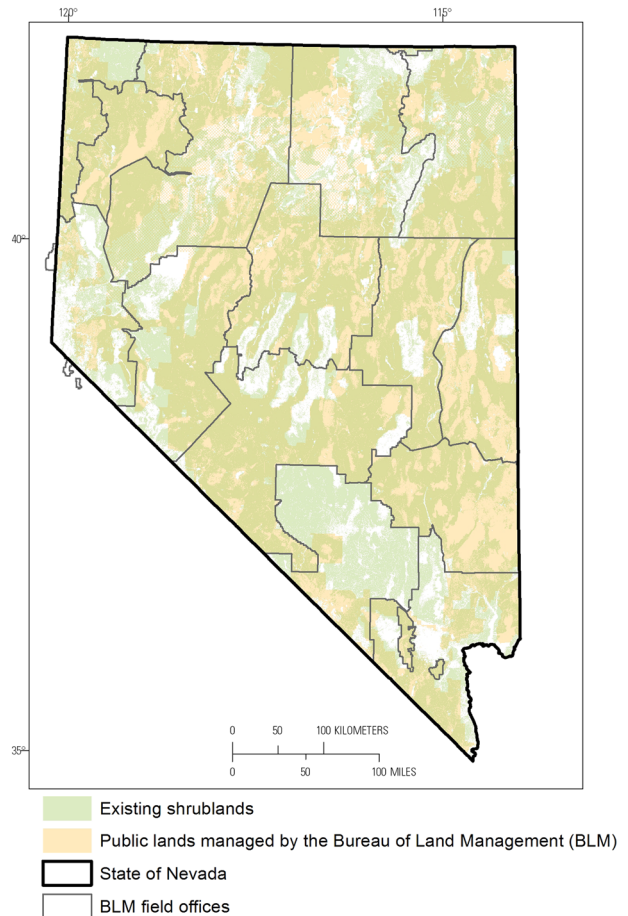 120°
115°
40°
35°
0 50 100 KILOMETERS
0 50 100 MILES
Existing shrublands
Public lands managed by the Bureau of Land Management (BLM)
State of Nevada
BLM field offices